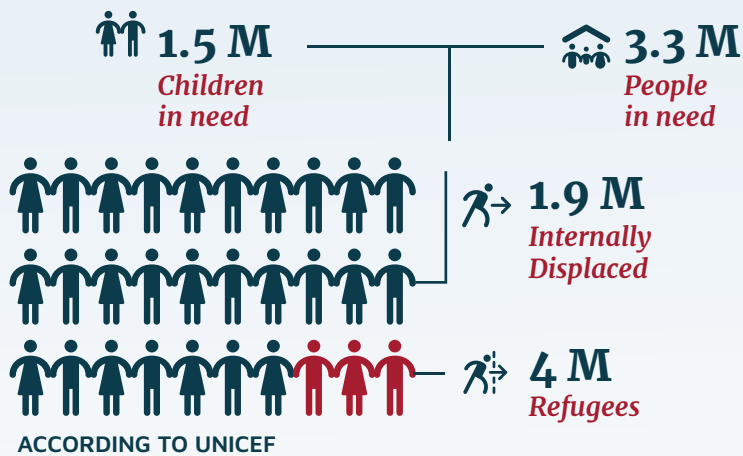 1.5 M
Children
in need
3.3 M
People
in need
1.9 M
Internally
Displaced
4 M
Refugees
ACCORDING TO UNICEF